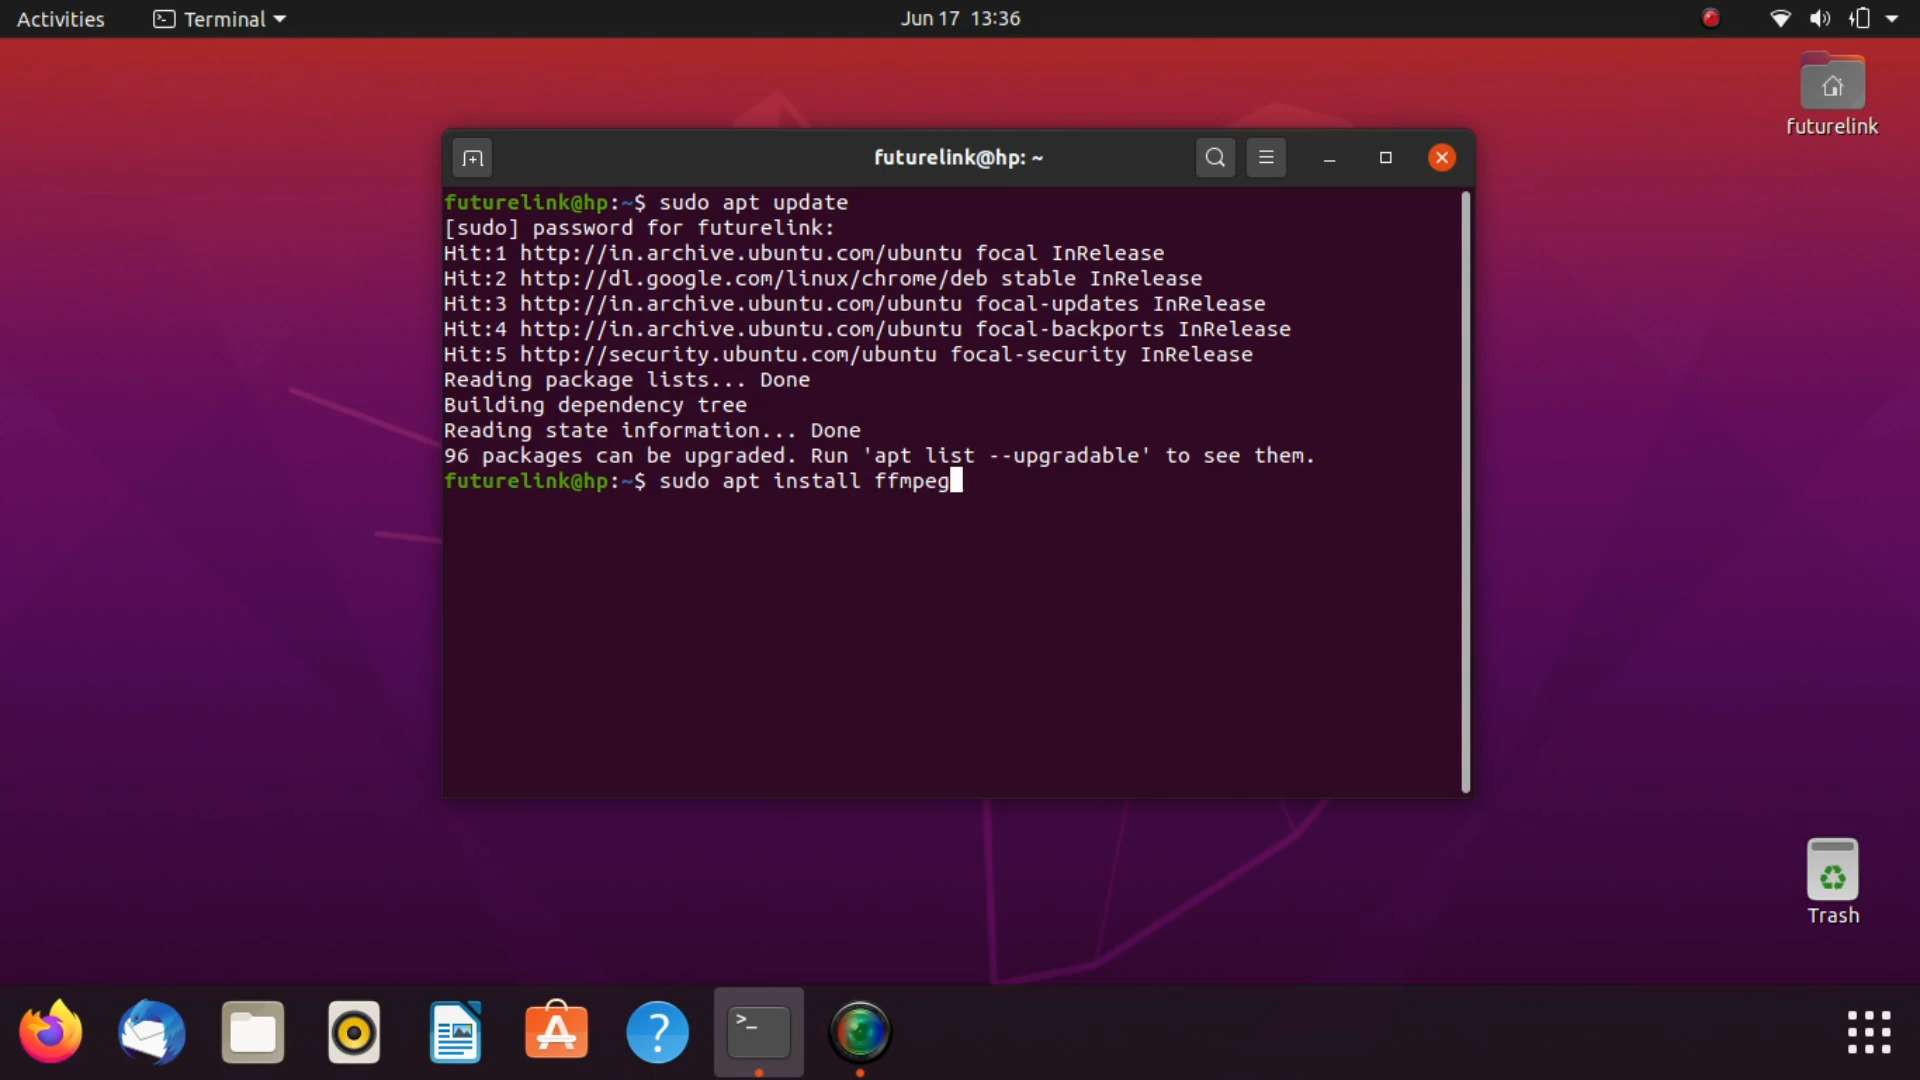 Activities
Terminal
Jun 17 13:36
futurelink
futurelink@hp: ~
futurelink@hp:~$ sudo apt update
[sudo] password for futurelink:
Hit:1 http://in.archive.ubuntu.com/ubuntu focal InRelease
Hit:2 http://dl.google.com/linux/chrome/deb stable InRelease
Hit:3 http://in.archive.ubuntu.com/ubuntu focal-updates InRelease
Hit:4 http://in.archive.ubuntu.com/ubuntu focal-backports InRelease
Hit:5 http://security.ubuntu.com/ubuntu focal-security InRelease
Reading package lists... Done
Building dependency tree
Reading state information... Done
96 packages can be upgraded. Run 'apt list --upgradable' to see them.
futurelink@hp:~$ sudo apt install ffmpeg
Trash